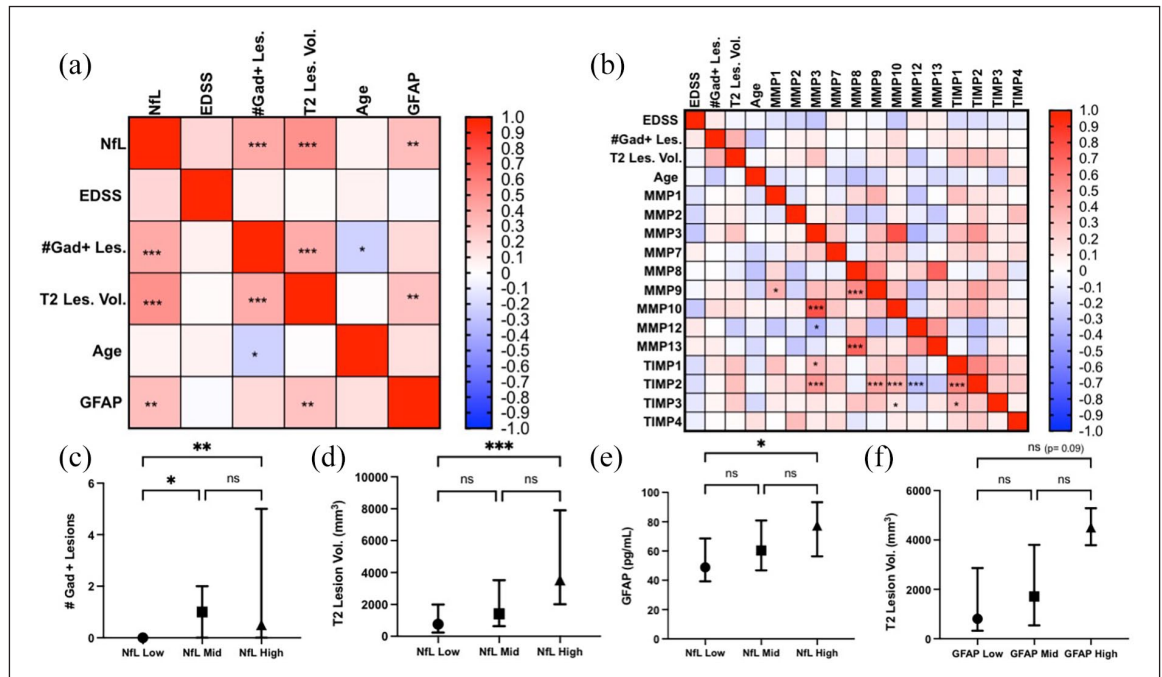 (a)
NfL EDSS #Gad+ Les. T2 Les. Vol. Age GFAP
NfL *** *** **
EDSS
#Gad+ Les. *** *** *
T2 Les. Vol. *** *** **
Age *
GFAP ** **
1.0
0.9
0.8
0.7
0.6
0.5
0.4
0.3
0.2
0.1
0
-0.1
-0.2
-0.3
-0.4
-0.5
-0.6
-0.7
-0.8
-0.9
-1.0
(b)
EDSS #Gad+ Les. T2 Les. Vol. Age MMP1 MMP2 MMP3 MMP7 MMP8 MMP9 MMP10 MMP12 MMP13 TIMP1 TIMP2 TIMP3 TIMP4
EDSS
#Gad+ Les.
T2 Les. Vol.
Age
MMP1
MMP2
MMP3
MMP7
MMP8
MMP9 * ***
MMP10 ***
MMP12 *
MMP13 ***
TIMP1 *
TIMP2 *** *** *** *** ***
TIMP3 * *
TIMP4
1.0
0.9
0.8
0.7
0.6
0.5
0.4
0.3
0.2
0.1
0
-0.1
-0.2
-0.3
-0.4
-0.5
-0.6
-0.7
-0.8
-0.9
-1.0
(c)
**
* ns
# Gad + Lesions
6
4
2
0
NfL Low NfL Mid NfL High
(d)
***
ns ns
T2 Lesion Vol. (mm³)
10000
8000
6000
4000
2000
0
NfL Low NfL Mid NfL High
(e)
*
ns ns
GFAP (pg/mL)
100
80
60
40
20
0
NfL Low NfL Mid NfL High
(f)
ns (p= 0.09)
ns ns
T2 Lesion Vol. (mm³)
6000
4000
2000
0
GFAP Low GFAP Mid GFAP High